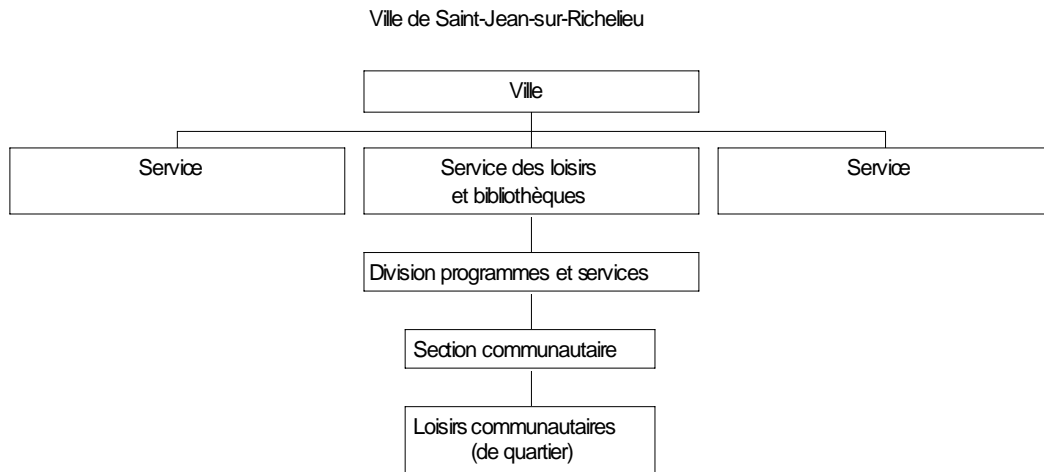 Ville de Saint-Jean-sur-Richelieu
Ville
Service
Service des loisirs
et bibliothèques
Service
Division programmes et services
Section communautaire
Loisirs communautaires
(de quartier)